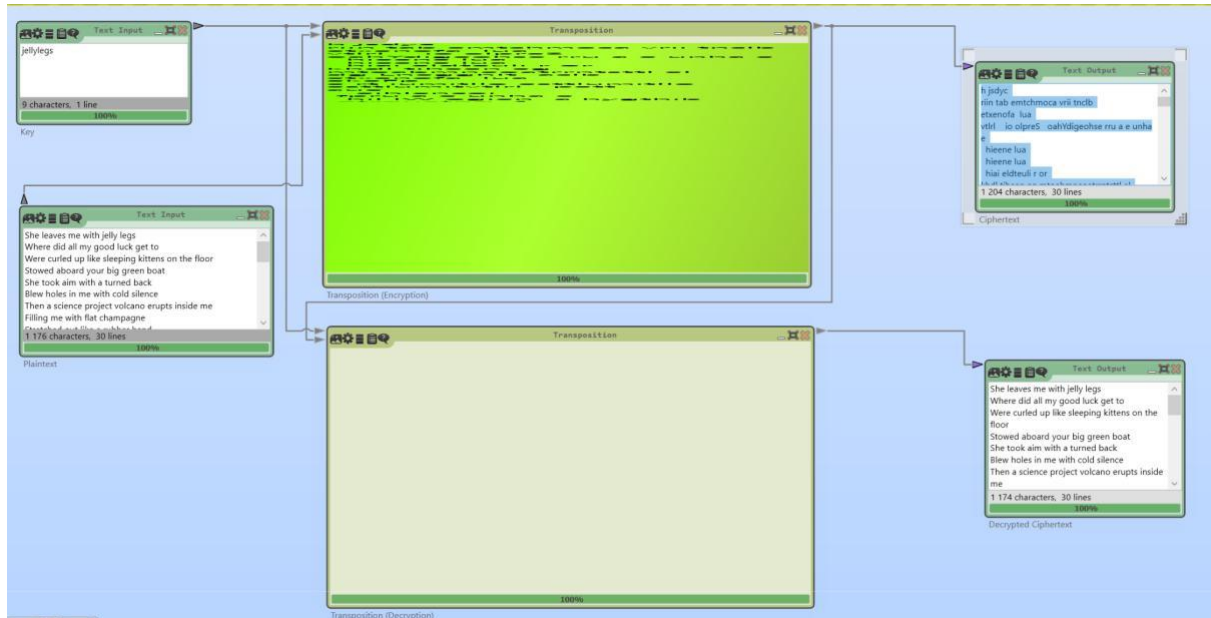 Text Input
jellylegs
9 characters, 1 line
100%
Key
Text Input
She leaves me with jelly legs
Where did all my good luck get to
Were curled up like sleeping kittens on the floor
Stowed aboard your big green boat
She took aim with a turned back
Blew holes in me with cold silence
Then a science project volcano erupts inside me
Filling me with flat champagne
1 176 characters, 30 lines
100%
Plaintext
Transposition
100%
Transposition (Encryption)
Transposition
100%
Transposition (Decryption)
Text Output
h jsdyc
riin tab emtchmoca vrii tnclb
etxenofa lua
vtlrl io olpreS oahYdigeohse rru a e unha
e
hieene lua
hieene lua
hiai eldteuli r or
1 204 characters, 30 lines
100%
Ciphertext
Text Output
She leaves me with jelly legs
Where did all my good luck get to
Were curled up like sleeping kittens on the
floor
Stowed aboard your big green boat
She took aim with a turned back
Blew holes in me with cold silence
Then a science project volcano erupts inside
me
1 174 characters, 30 lines
100%
Decrypted Ciphertext